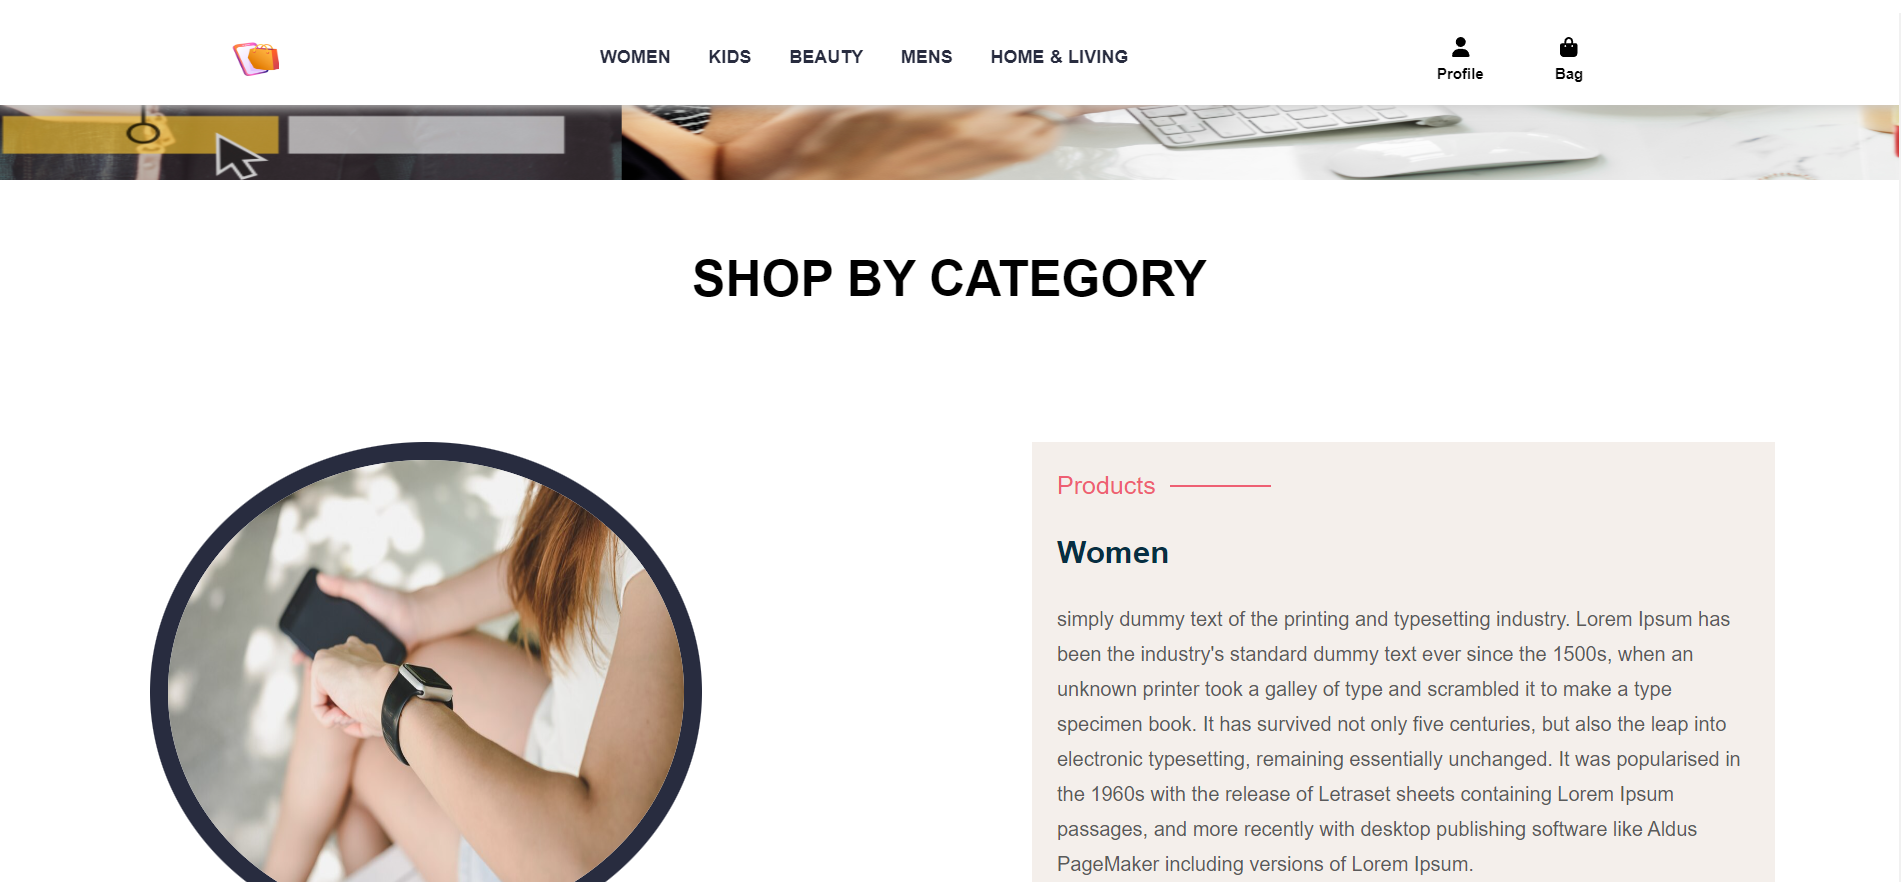 WOMEN KIDS BEAUTY MENS HOME & LIVING
Profile Bag
SHOP BY CATEGORY
Products
Women
simply dummy text of the printing and typesetting industry. Lorem Ipsum has
been the industry's standard dummy text ever since the 1500s, when an
unknown printer took a galley of type and scrambled it to make a type
specimen book. It has survived not only five centuries, but also the leap into
electronic typesetting, remaining essentially unchanged. It was popularised in
the 1960s with the release of Letraset sheets containing Lorem Ipsum
passages, and more recently with desktop publishing software like Aldus
PageMaker including versions of Lorem Ipsum.